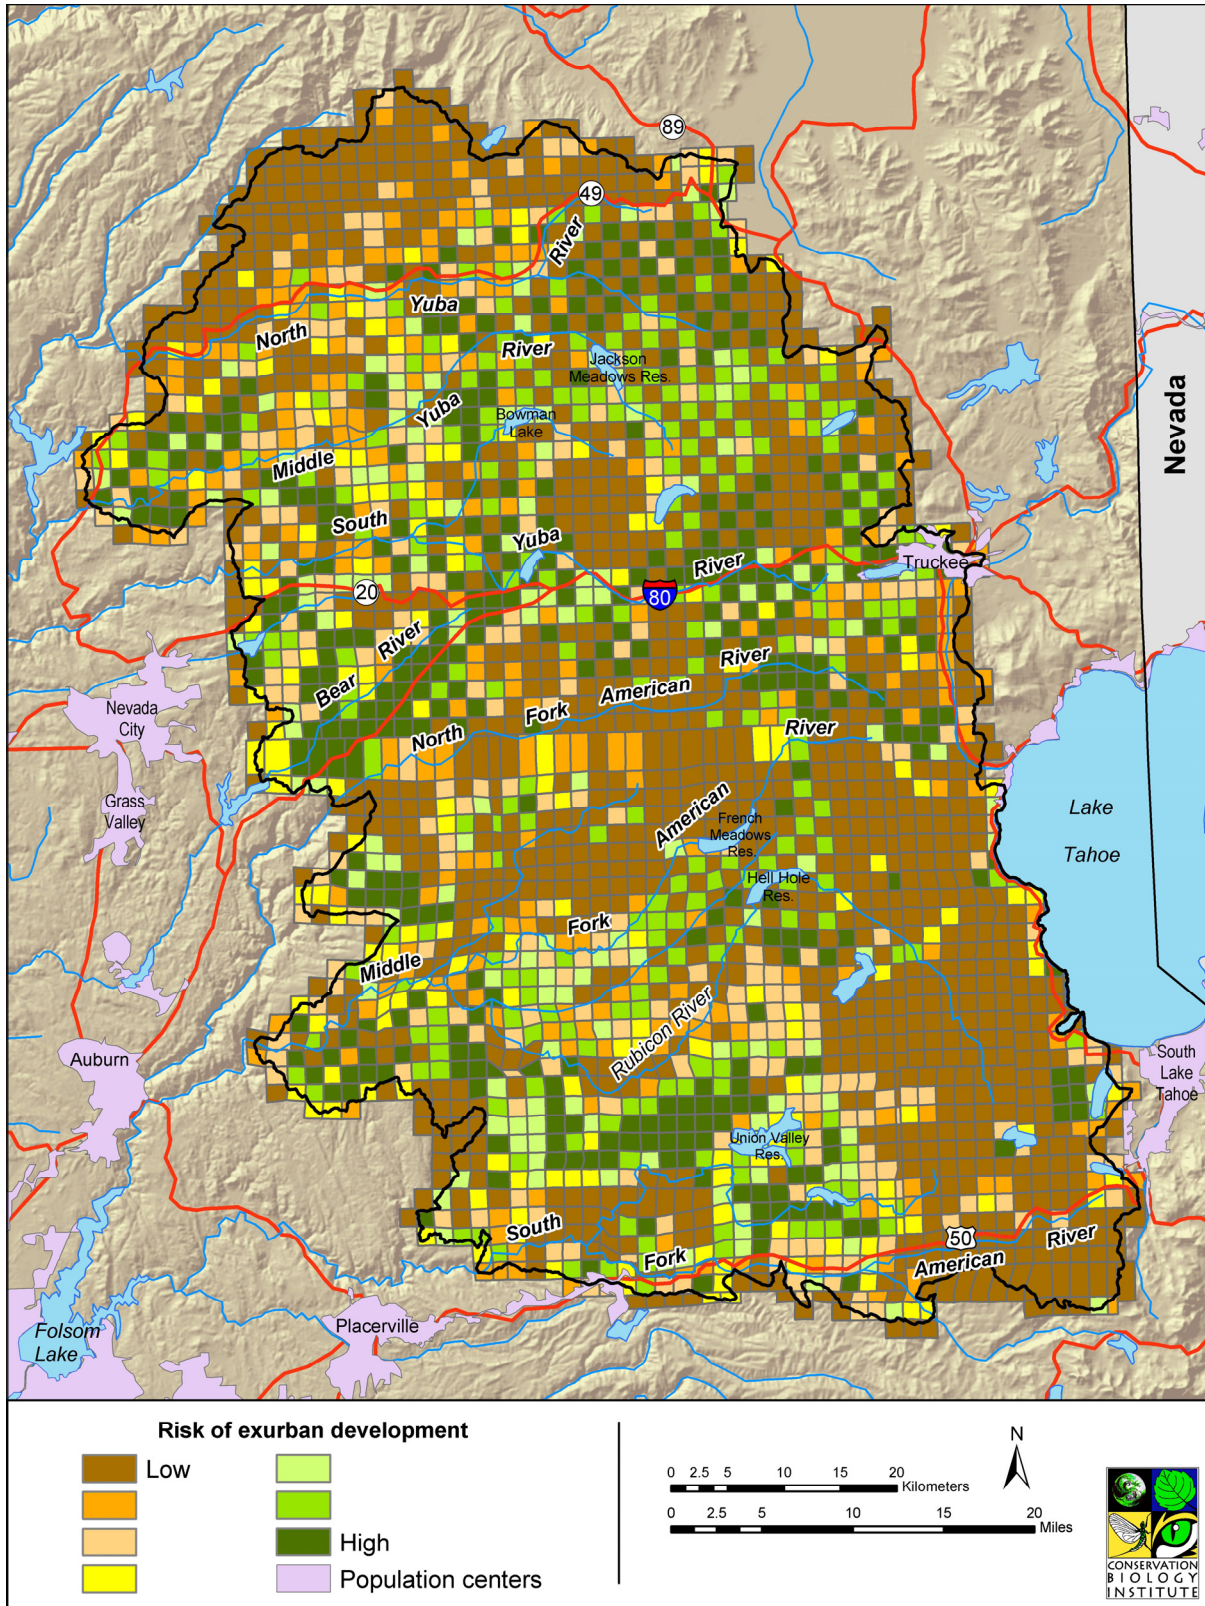 89
49
River
Yuba
North
River
Jackson
Meadows Res.
Yuba
Bowman
Lake
Middle
South
Yuba
River
Truckee
20
80
River
Bear
River
American
Fork
North
River
Nevada
Nevada
City
Grass
Valley
American
French
Meadows
Res.
Hell Hole
Res.
Lake
Tahoe
Fork
Middle
Rubicon River
Auburn
South
Lake
Tahoe
Union Valley
Res.
South
Fork
50
River
American
Placerville
Folsom
Lake
Risk of exurban development
Low
High
Population centers
N
0 2.5 5 10 15 20
Kilometers
0 2.5 5 10 15 20
Miles
CONSERVATION
BIOLOGY
INSTITUTE